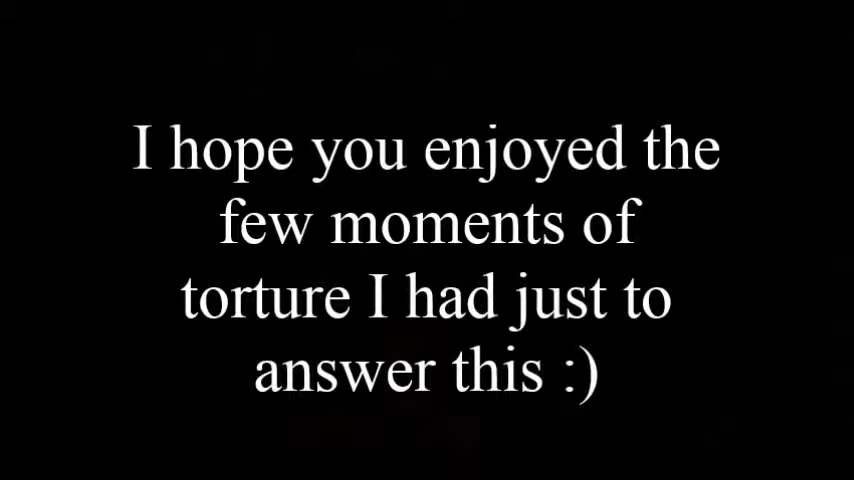 I hope you enjoyed the
few moments of
torture I had just to
answer this :)